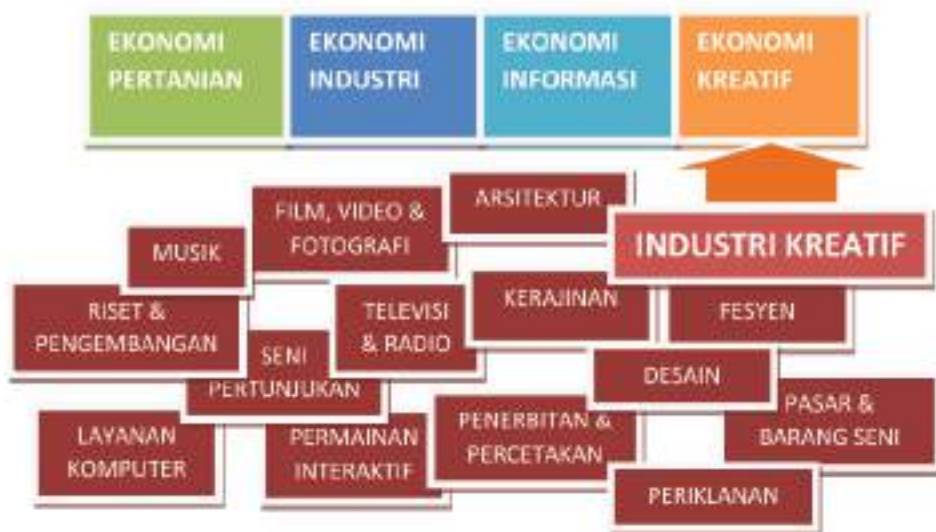 EKONOMI
PERTANIAN
EKONOMI
INDUSTRI
EKONOMI
INFORMASI
EKONOMI
KREATIF
ARSITEKTUR
FILM, VIDEO &
FOTOGRAFI
MUSIK
INDUSTRI KREATIF
RISET &
PENGEMBANGAN
TELEVISI
& RADIO
KERAJINAN
FESYEN
SENI
PERTUNJUKAN
DESAIN
LAYANAN
KOMPUTER
PERMAINAN
INTERAKTIF
PENERBITAN &
PERCETAKAN
PASAR &
BARANG SENI
PERIKLANAN